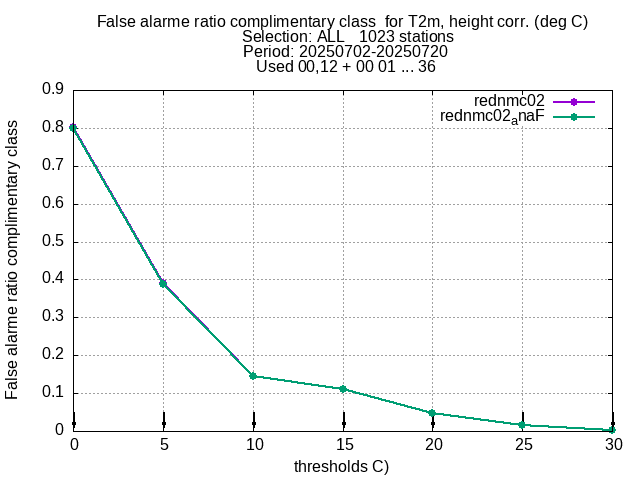 False alarme ratio complimentary class  for T2m, height corr. (deg C)
Selection: ALL   1023 stations
Period: 20250702-20250720
Used 00,12 + 00 01 ... 36
rednmc02
rednmc02_anaF
False alarme ratio complimentary class
0.9
0.8
0.7
0.6
0.5
0.4
0.3
0.2
0.1
0
0 5 10 15 20 25 30
thresholds C)